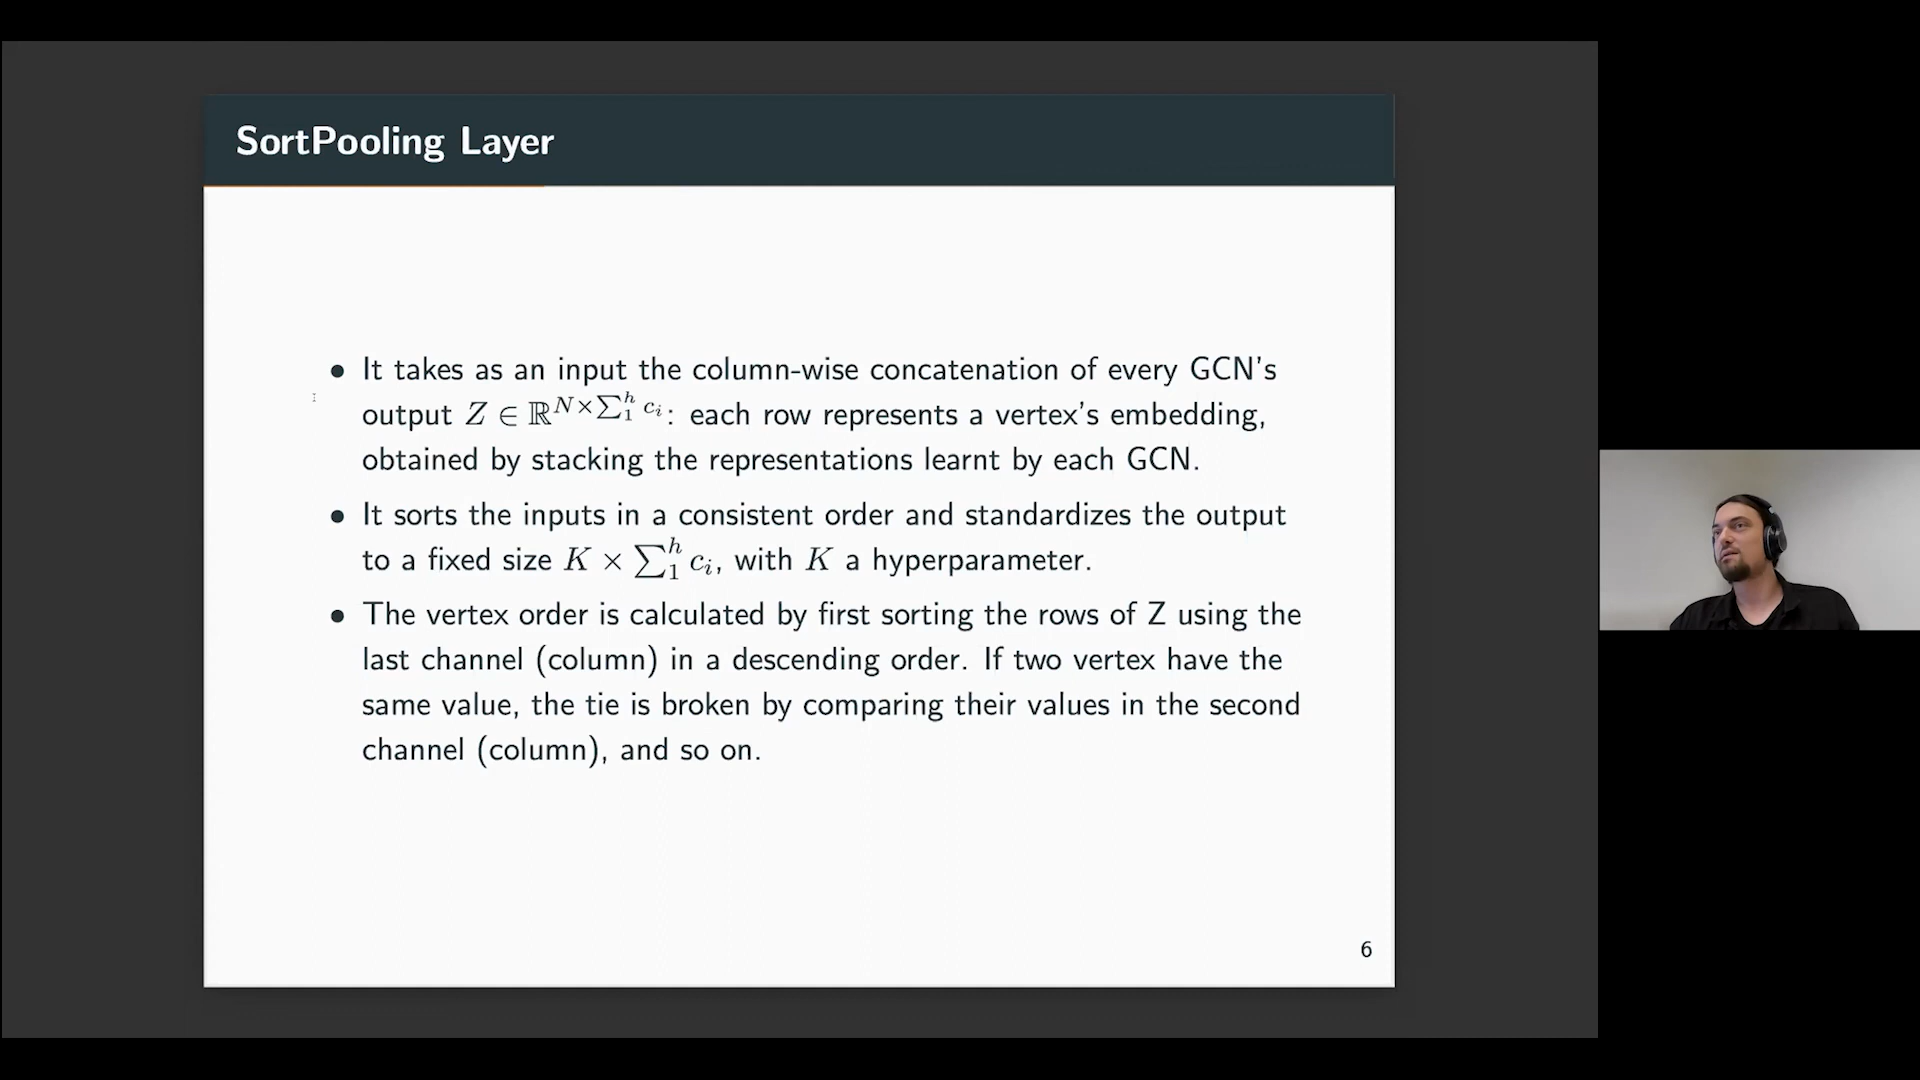 SortPooling Layer
• It takes as an input the column-wise concatenation of every GCN's
output $Z \in \mathbb{R}^{N \times \sum_1^h c_i}$: each row represents a vertex's embedding,
obtained by stacking the representations learnt by each GCN.
• It sorts the inputs in a consistent order and standardizes the output
to a fixed size $K \times \sum_1^h c_i$, with $K$ a hyperparameter.
• The vertex order is calculated by first sorting the rows of Z using the
last channel (column) in a descending order. If two vertex have the
same value, the tie is broken by comparing their values in the second
channel (column), and so on.
6